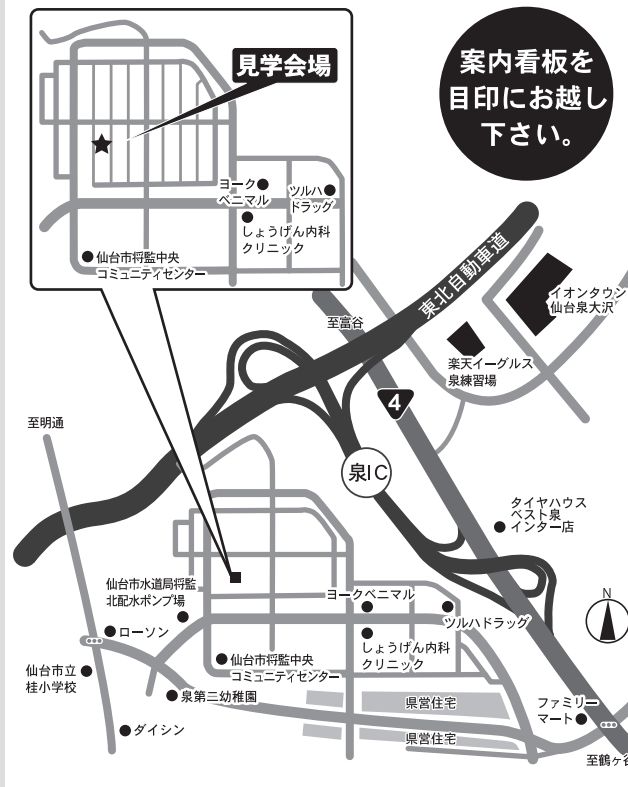 見学会場
案内看板を
目印にお越し
下さい。
ヨーク
ベニマル
ツルハ
ドラッグ
しょうげん内科
クリニック
仙台市将監中央
コミュニティセンター
東北自動車道
イオンタウン
仙台泉大沢
至富谷
楽天イーグルス
泉練習場
4
至明通
泉IC
タイヤハウス
ベスト泉
インター店
仙台市水道局将監
北配水ポンプ場
ヨークベニマル
ツルハドラッグ
N
ローソン
しょうげん内科
クリニック
仙台市将監中央
コミュニティセンター
仙台市立
桂小学校
泉第二幼稚園
県営住宅
ファミリー
マート
ダイシン
県営住宅
至鶴ヶ谷